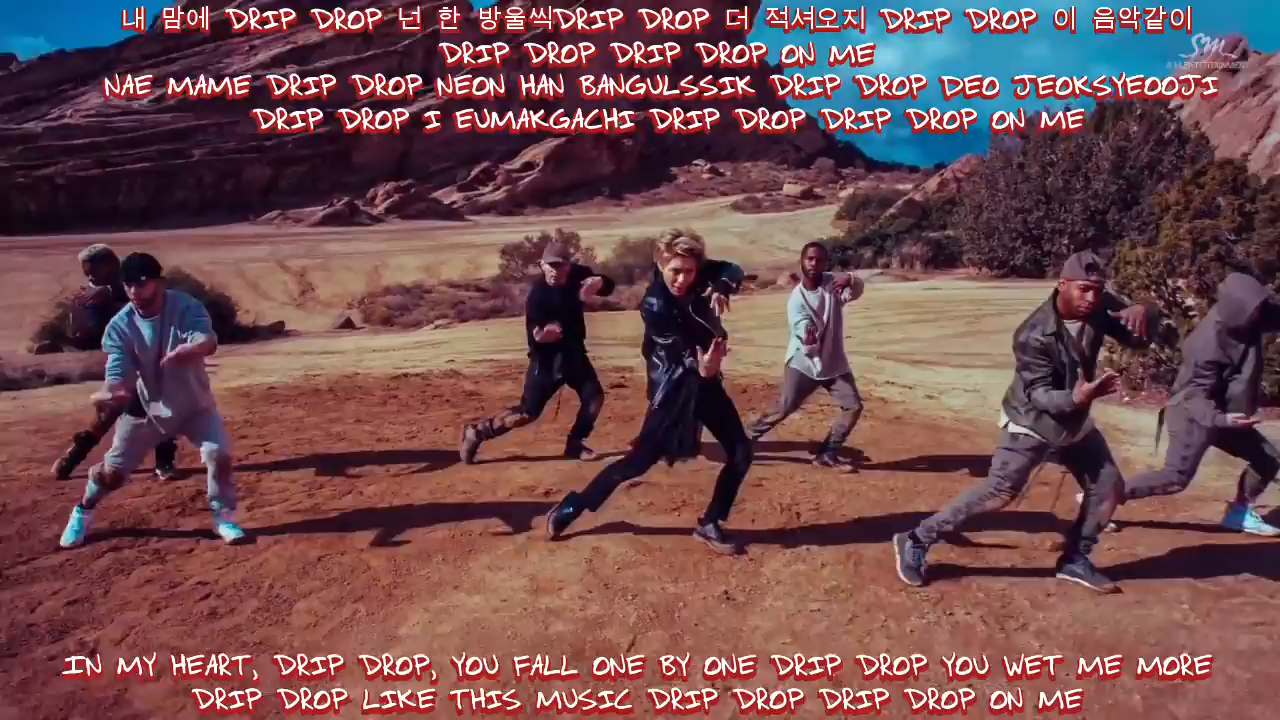 내 맘에 DRIP DROP 넌 한 방울씩DRIP DROP 더 적셔오지 DRIP DROP 이 음악같이
DRIP DROP DRIP DROP ON ME
NAE MAME DRIP DROP NEON HAN BANGULSSIK DRIP DROP DEO JEOKSYEOOJI
DRIP DROP I EUMAKGACHI DRIP DROP DRIP DROP ON ME
SM
IN MY HEART, DRIP DROP, YOU FALL ONE BY ONE DRIP DROP YOU WET ME MORE
DRIP DROP LIKE THIS MUSIC DRIP DROP DRIP DROP ON ME